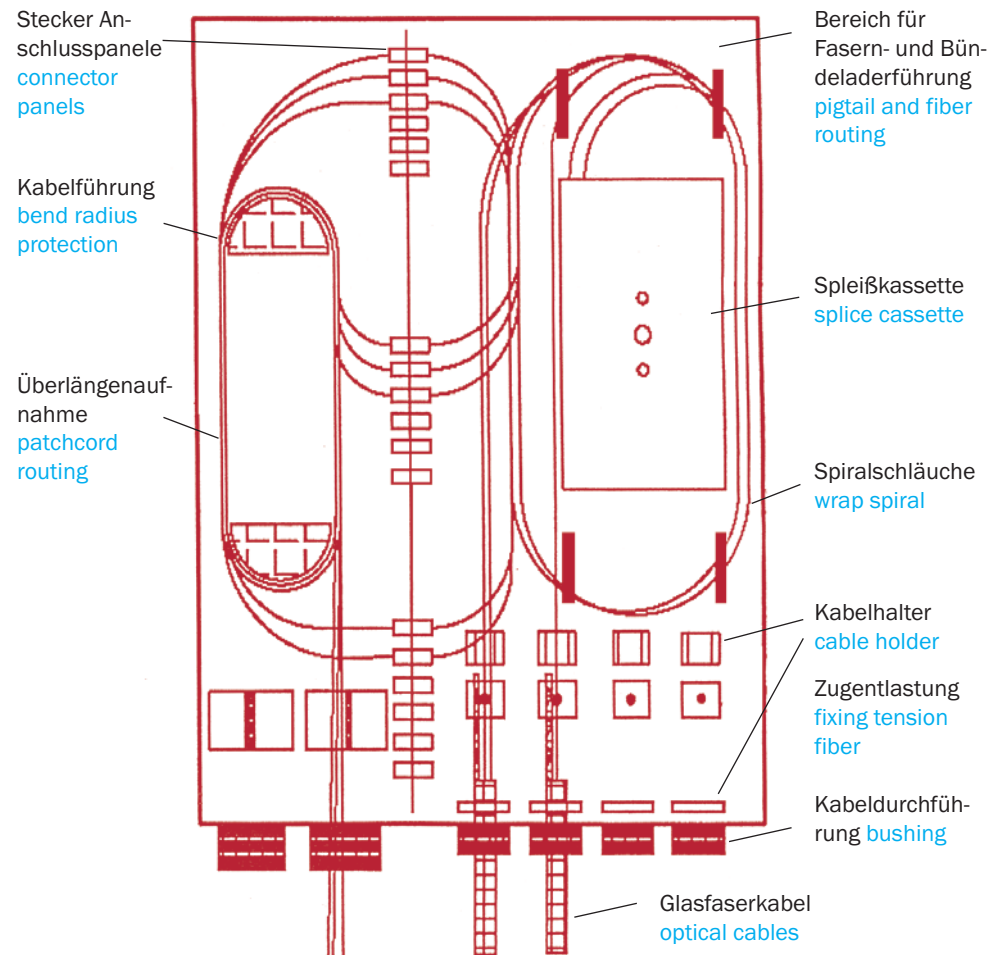 Stecker An-
schlusspanele
connector
panels
Kabelführung
bend radius
protection
Überlängenauf-
nahme
patchcord
routing
Bereich für
Fasern- und Bün-
deladerführung
pigtail and fiber
routing
Spleißkassette
splice cassette
Spiralschläuche
wrap spiral
Kabelhalter
cable holder
Zugentlastung
fixing tension
fiber
Kabeldurchfüh-
rung bushing
Glasfaserkabel
optical cables